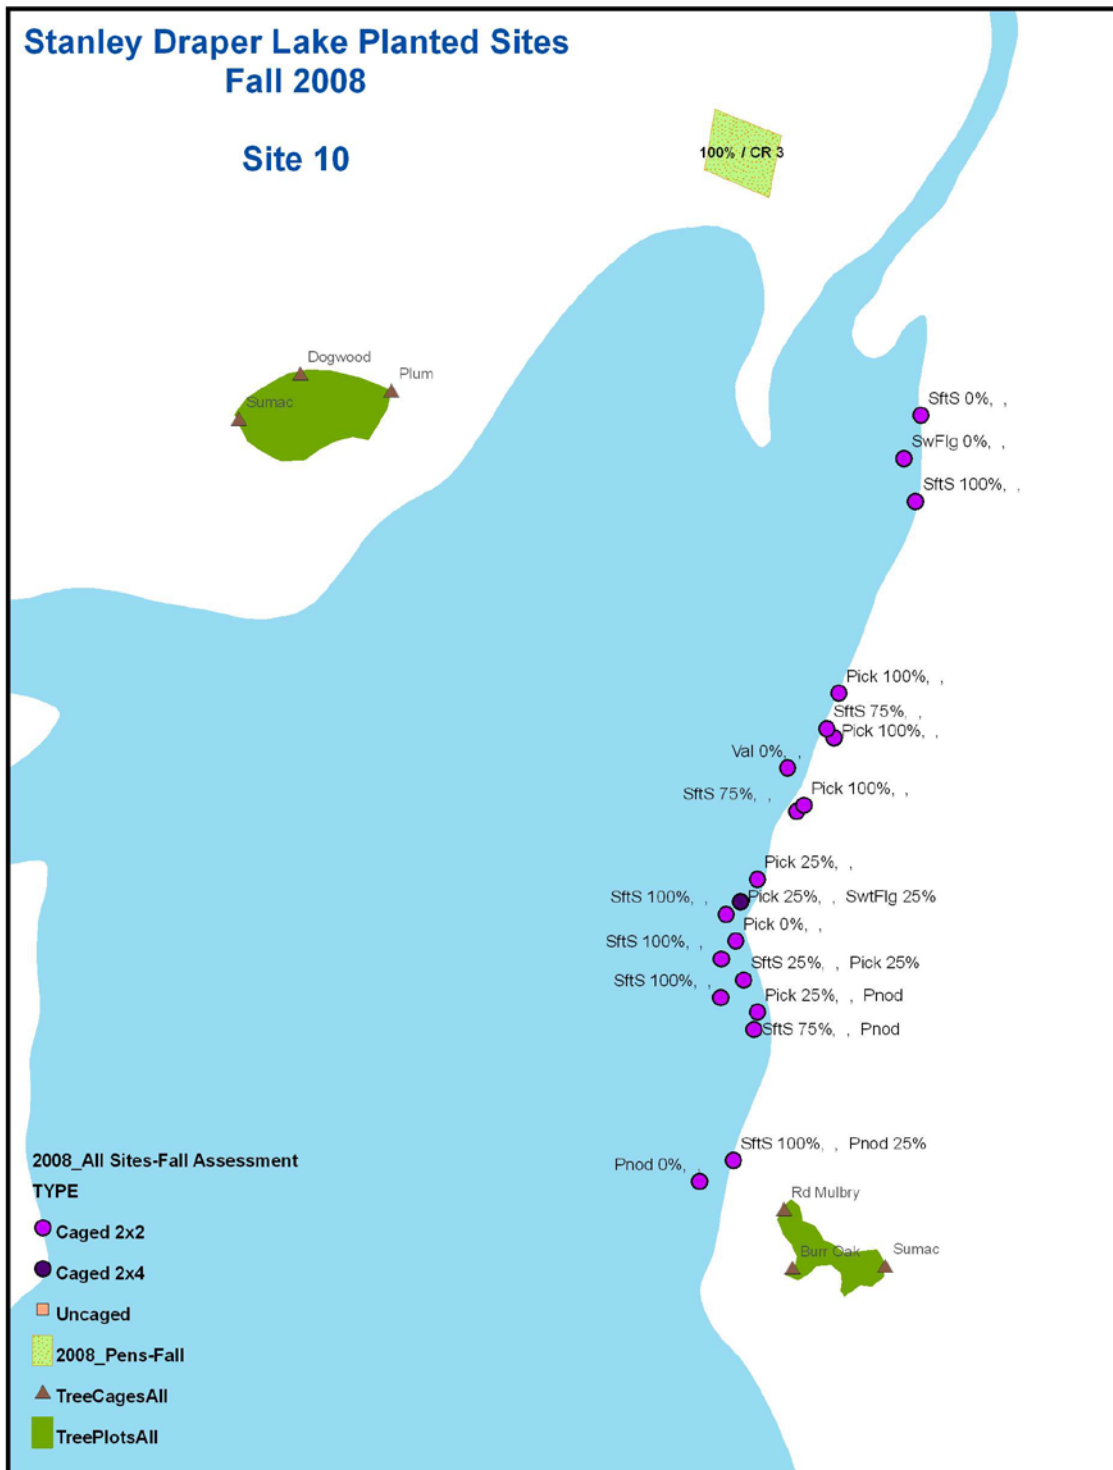 Stanley Draper Lake Planted Sites
Fall 2008
Site 10
100% / CR 3
Dogwood
Plum
Sumac
SftS 0%, ,
SwFlg 0%, ,
SftS 100%, ,
Pick 100%, ,
SftS 75%, ,
Pick 100%, ,
Val 0%, ,
SftS 75%, ,
Pick 100%, ,
Pick 25%, ,
SftS 100%, ,
Pick 25%, , SwtFlg 25%
Pick 0%, ,
SftS 100%, ,
SftS 25%, , Pick 25%
SftS 100%, ,
Pick 25%, , Pnod
SftS 75%, , Pnod
SftS 100%, , Pnod 25%
Pnod 0%, ,
Rd Mulbry
Burr Oak
Sumac
2008_All Sites-Fall Assessment
TYPE
Caged 2x2
Caged 2x4
Uncaged
2008_Pens-Fall
TreeCagesAll
TreePlotsAll